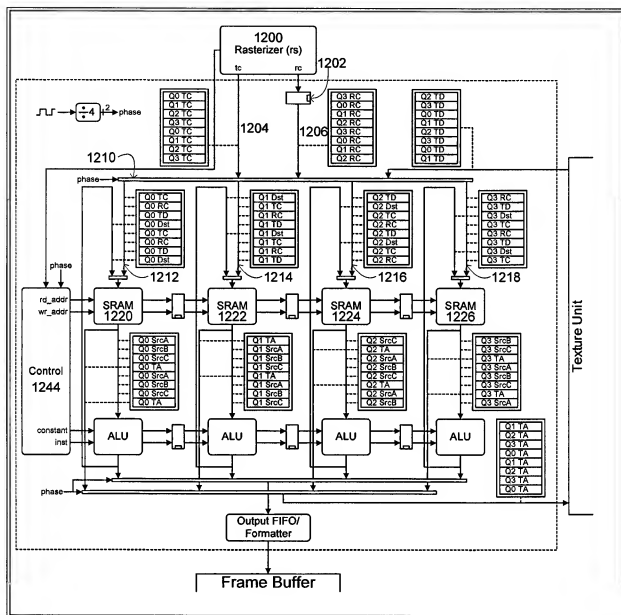 1200
Rasterizer (rs)
tc
rc
1202
÷4
2
phase
Q0 TC
Q1 TC
Q2 TC
Q3 TC
Q0 TC
Q1 TC
Q2 TC
Q3 TC
1204
Q3 RC
Q0 RC
Q1 RC
Q2 RC
Q3 RC
Q0 RC
Q1 RC
Q2 RC
1206
Q2 TD
Q3 TD
Q0 TD
Q1 TD
Q2 TD
Q3 TD
Q0 TD
Q1 TD
1210
phase
Q0 TC
Q0 RC
Q0 TD
Q0 Dst
Q0 TC
Q0 RC
Q0 TD
Q0 Dst
1212
Q1 Dst
Q1 TC
Q1 RC
Q1 TD
Q1 Dst
Q1 TC
Q1 RC
Q1 TD
1214
Q2 TD
Q2 Dst
Q2 TC
Q2 RC
Q2 TD
Q2 Dst
Q2 TC
Q2 RC
1216
Q3 RC
Q3 TD
Q3 Dst
Q3 TC
Q3 RC
Q3 TD
Q3 Dst
Q3 TC
1218
phase
rd_addr
wr_addr
Control
1244
constant
inst
SRAM
1220
SRAM
1222
SRAM
1224
SRAM
1226
Texture Unit
Q0 SrcA
Q0 SrcB
Q0 SrcC
Q0 TA
Q0 SrcA
Q0 SrcB
Q0 SrcC
Q0 TA
Q1 TA
Q1 SrcA
Q1 SrcB
Q1 SrcC
Q1 TA
Q1 SrcA
Q1 SrcB
Q1 SrcC
Q2 SrcC
Q2 TA
Q2 SrcA
Q2 SrcB
Q2 SrcC
Q2 TA
Q2 SrcA
Q2 SrcB
Q3 SrcB
Q3 SrcC
Q3 TA
Q3 SrcA
Q3 SrcB
Q3 SrcC
Q3 TA
Q3 SrcA
ALU
ALU
ALU
ALU
Q1 TA
Q2 TA
Q3 TA
Q0 TA
Q1 TA
Q2 TA
Q3 TA
Q0 TA
phase
Output FIFO/
Formatter
Frame Buffer